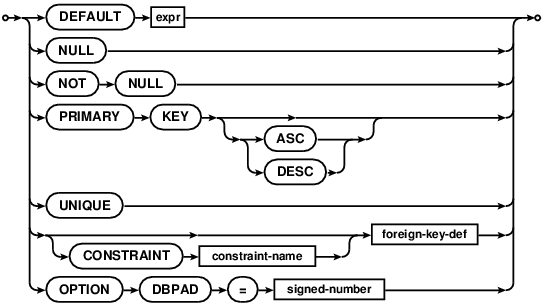 DEFAULT expr
NULL
NOT NULL
PRIMARY KEY
ASC
DESC
UNIQUE
foreign-key-def
CONSTRAINT constraint-name
OPTION DBPAD = signed-number